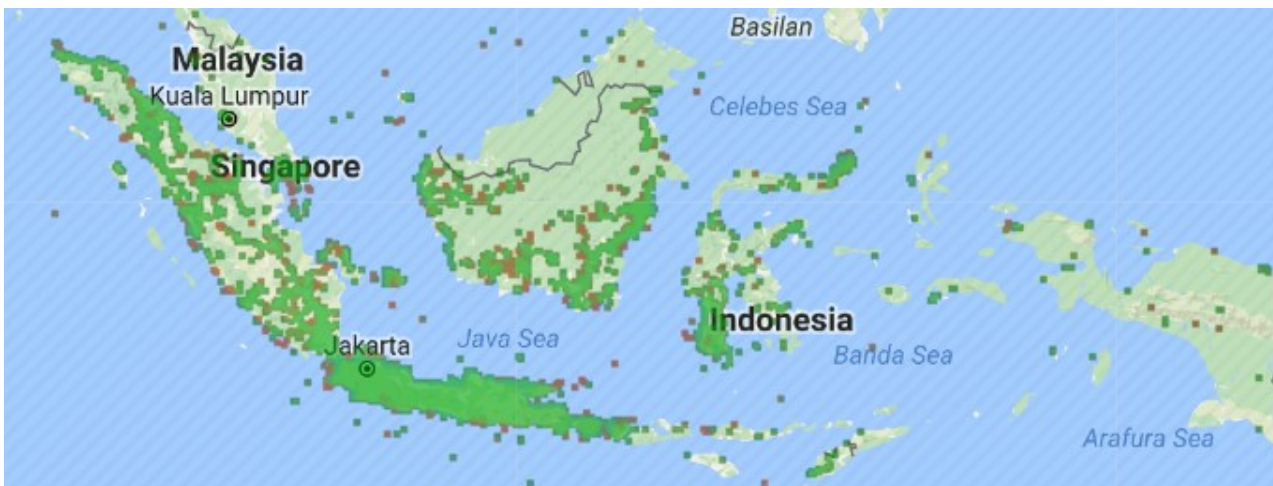 Basilan
Malaysia
Kuala Lumpur
Celebes Sea
Singapore
Indonesia
Java Sea
Jakarta
Banda Sea
Arafura Sea